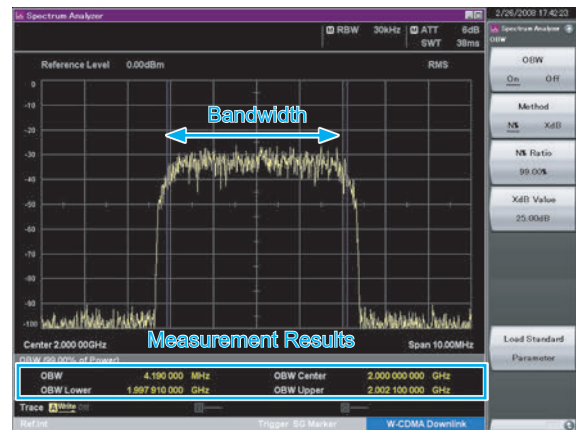 Spectrum Analyzer
2/26/2008 17:42:23
Spectrum Analyzer
OBW
RBW 30kHz ATT 6dB
SWT 38ms
Reference Level 0.00dBm RMS
OBW
On Off
Method
N% XdB
N% Ratio
99.00%
XdB Value
25.00dB
Load Standard
Parameter
0
-10
-20
-30
-40
-50
-60
-70
-80
-90
-100
Bandwidth
Measurement Results
Center 2.000 00GHz Span 10.00MHz
OBW (99.00% of Power)
OBW 4.190 000 MHz OBW Center 2.000 000 000 GHz
OBW Lower 1.997 910 000 GHz OBW Upper 2.002 100 000 GHz
Trace A Write Off
Ref.Int Trigger SG Marker W-CDMA Downlink